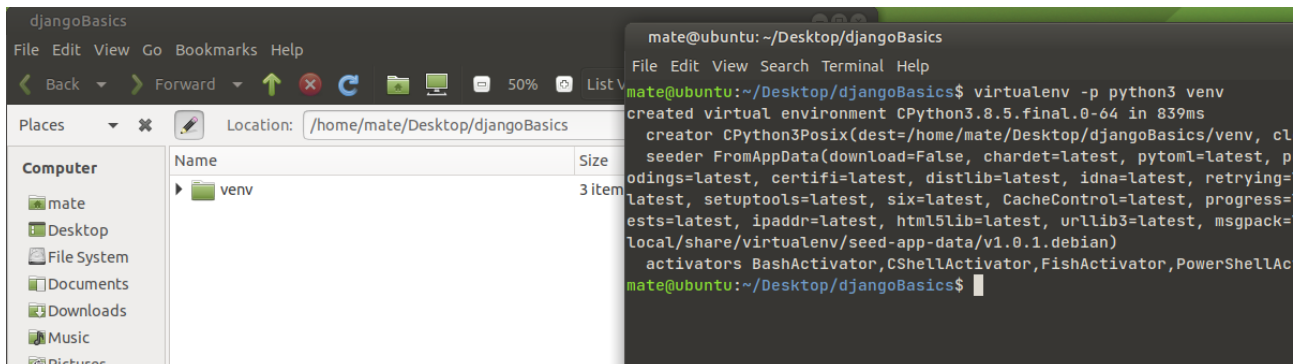 djangoBasics
File Edit View Go Bookmarks Help
Back Forward 50% List
Places Location: /home/mate/Desktop/djangoBasics
Name Size
Computer
venv 3 item
mate
Desktop
File System
Documents
Downloads
Music
Pictures
mate@ubuntu: ~/Desktop/djangoBasics
File Edit View Search Terminal Help
mate@ubuntu:~/Desktop/djangoBasics$ virtualenv -p python3 venv
created virtual environment CPython3.8.5.final.0-64 in 839ms
creator CPython3Posix(dest=/home/mate/Desktop/djangoBasics/venv, cl
seeder FromAppData(download=False, chardet=latest, pytoml=latest, p
odings=latest, certifi=latest, distlib=latest, idna=latest, retrying=
latest, setuptools=latest, six=latest, CacheControl=latest, progress=
ests=latest, ipaddr=latest, html5lib=latest, urllib3=latest, msgpack=
local/share/virtualenv/seed-app-data/v1.0.1.debian)
activators BashActivator,CShellActivator,FishActivator,PowerShellAc
mate@ubuntu:~/Desktop/djangoBasics$